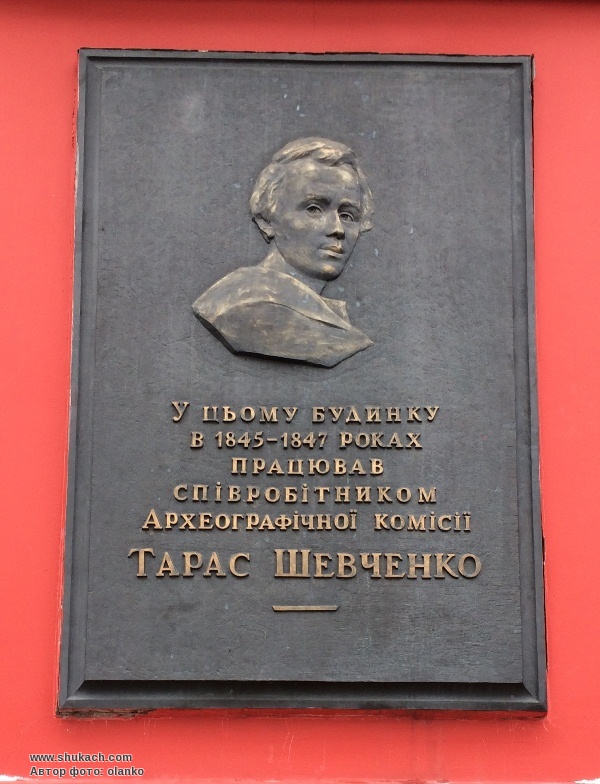 У цьому будинку
в 1845–1847 роках
працював
співробітником
Археографічної комісії
Тарас Шевченко
www.shukach.com
Автор фото: olanko